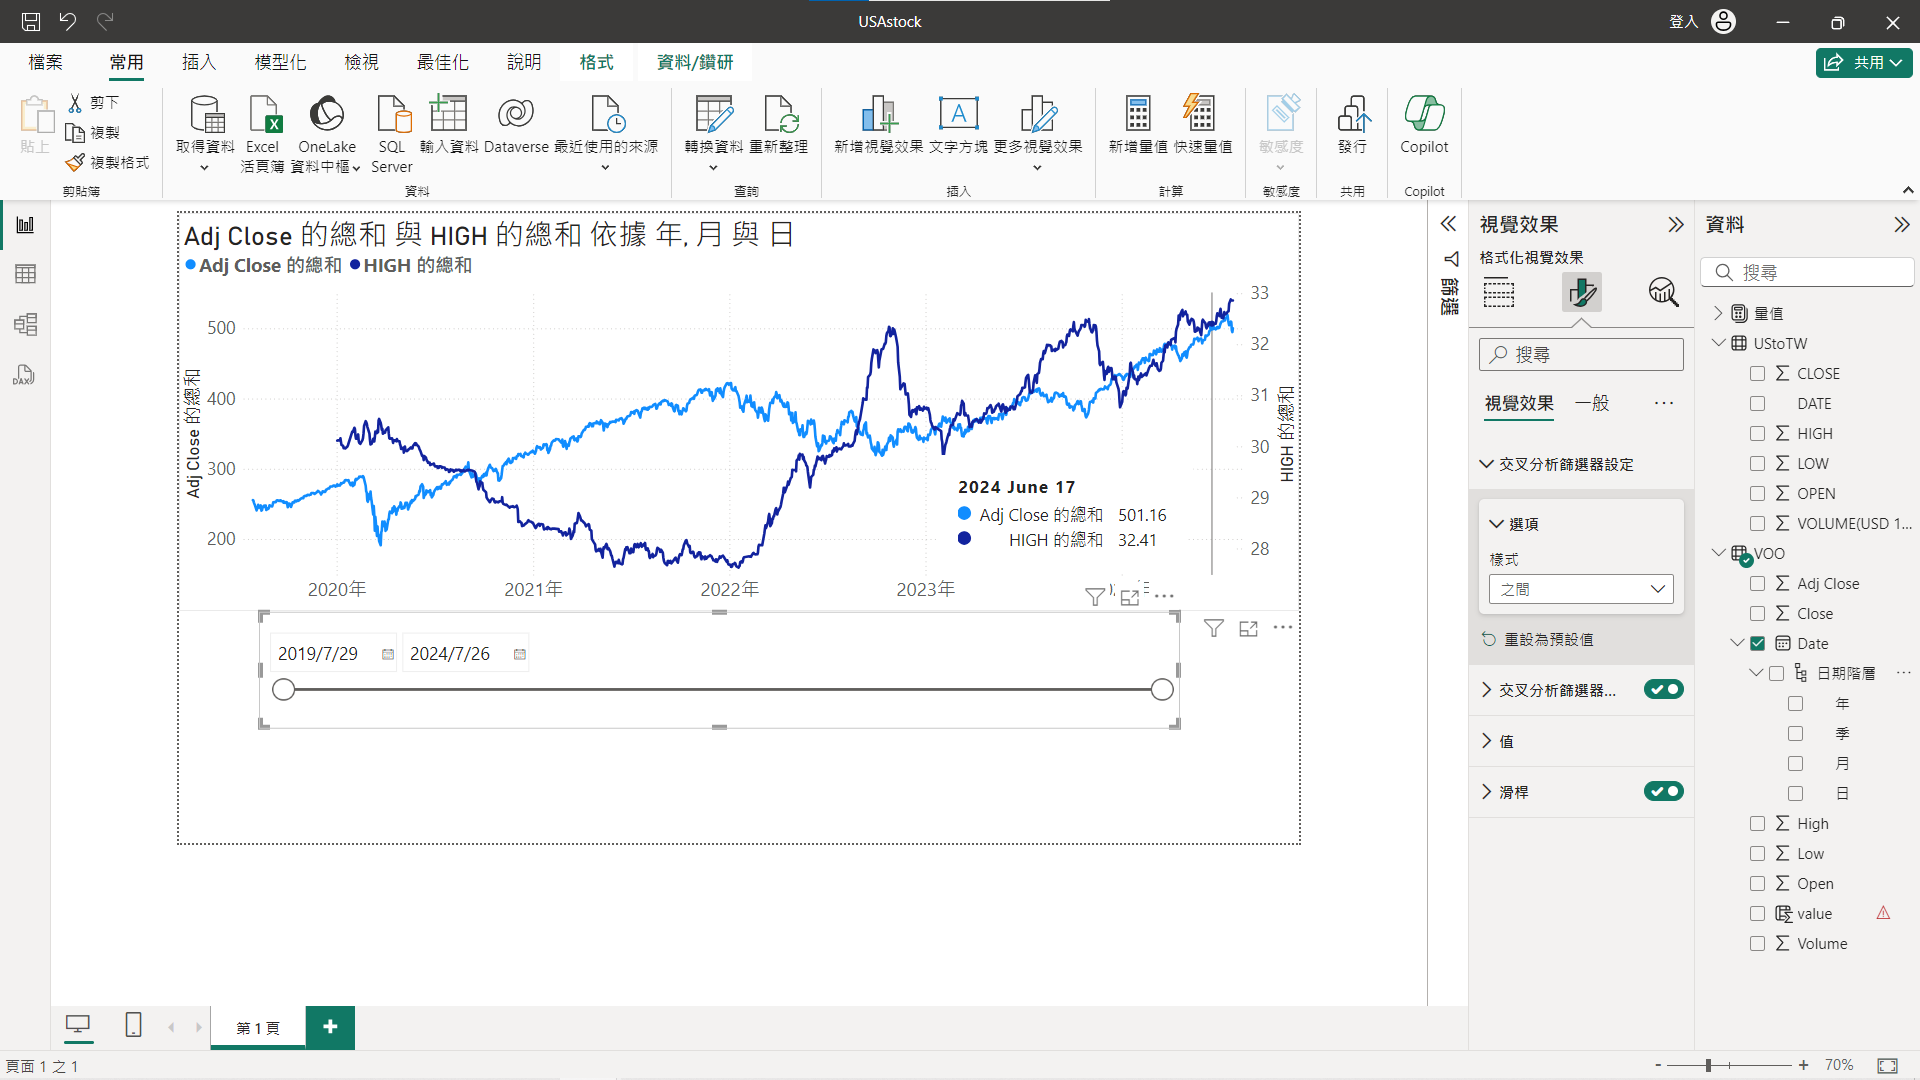 USAstock
登入
檔案 常用 插入 模型化 檢視 最佳化 說明 格式 資料/鑽研
共用
貼上
剪下
複製
複製格式
剪貼簿
取得資料
Excel
活頁簿
OneLake
資料中樞
SQL
Server
輸入資料
Dataverse
最近使用的來源
資料
轉換資料
重新整理
查詢
新增視覺效果
文字方塊
更多視覺效果
插入
新增量值
快速量值
計算
敏感度
敏感度
發行
共用
Copilot
Copilot
DAX
Adj Close 的總和 與 HIGH 的總和 依據 年, 月 與 日
Adj Close 的總和 HIGH 的總和
Adj Close 的總和
500
400
300
200
33
32
31
30
29
28
HIGH 的總和
2020年 2021年 2022年 2023年
2024 June 17
Adj Close 的總和 501.16
HIGH 的總和 32.41
2019/7/29 2024/7/26
篩選
視覺效果
格式化視覺效果
搜尋
視覺效果 一般
交叉分析篩選器設定
選項
樣式
之間
重設為預設值
交叉分析篩選器...
值
滑桿
資料
搜尋
量值
UStoTW
CLOSE
DATE
HIGH
LOW
OPEN
VOLUME(USD 1...
VOO
Adj Close
Close
Date
日期階層
年
季
月
日
High
Low
Open
value
Volume
第 1 頁
頁面 1 之 1
- + 70%